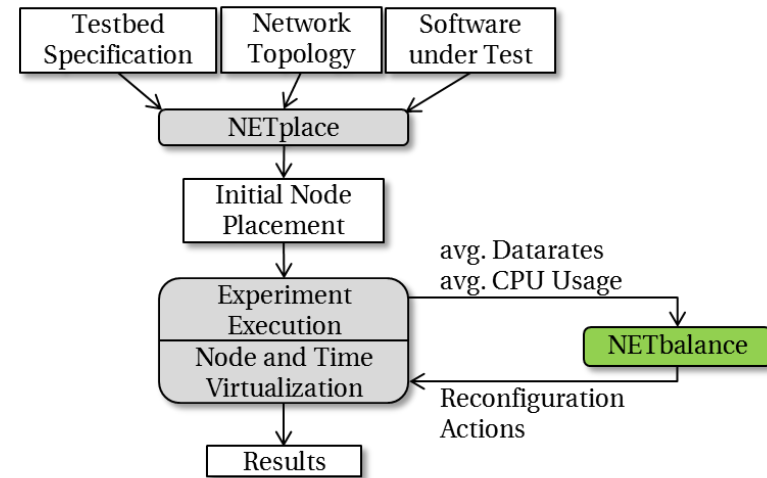 Testbed
Specification
Network
Topology
Software
under Test
NETplace
Initial Node
Placement
avg. Datarates
avg. CPU Usage
Experiment
Execution
Node and Time
Virtualization
NETbalance
Reconfiguration
Actions
Results